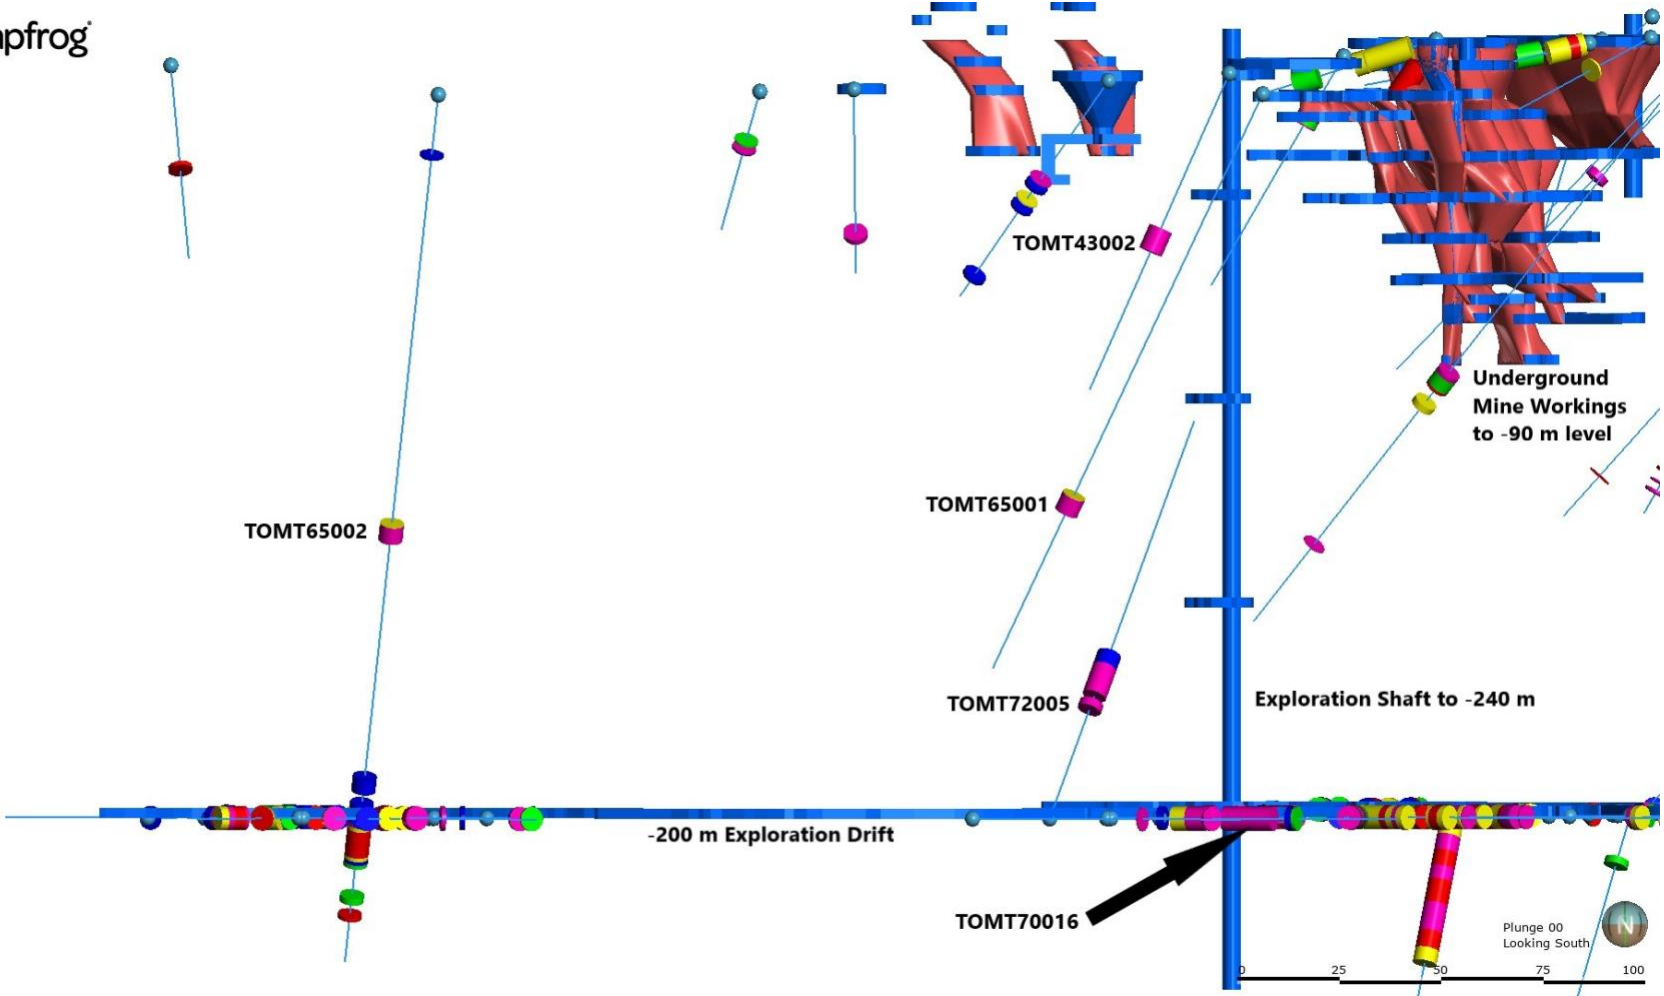 pfrog
TOMT43002
Underground
Mine Workings
to -90 m level
TOMT65001
TOMT65002
TOMT72005
Exploration Shaft to -240 m
-200 m Exploration Drift
TOMT70016
Plunge 00
Looking South
N
0 25 50 75 100